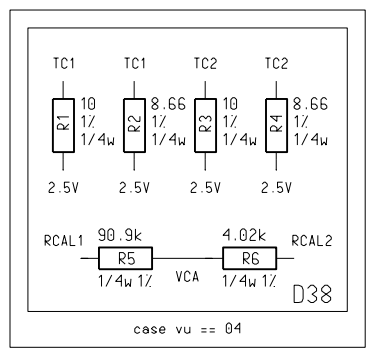 TC1 TC1 TC2 TC2
R1 10 1% 1/4w
R2 8.66 1% 1/4w
R3 10 1% 1/4w
R4 8.66 1% 1/4w
2.5V 2.5V 2.5V 2.5V
90.9k 4.02k
RCAL1 R5 R6 RCAL2
1/4w 1% VCA 1/4w 1%
D38
case vu == 04